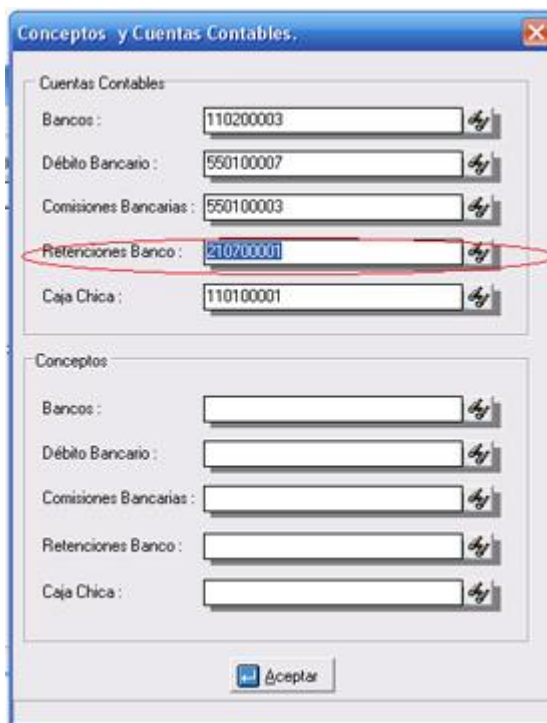 Conceptos y Cuentas Contables.
Cuentas Contables
Bancos : 110200003
Débito Bancario : 550100007
Comisiones Bancarias : 550100003
Retenciones Banco : 210700001
Caja Chica : 110100001
Conceptos
Bancos :
Débito Bancario :
Comisiones Bancarias :
Retenciones Banco :
Caja Chica :
Aceptar